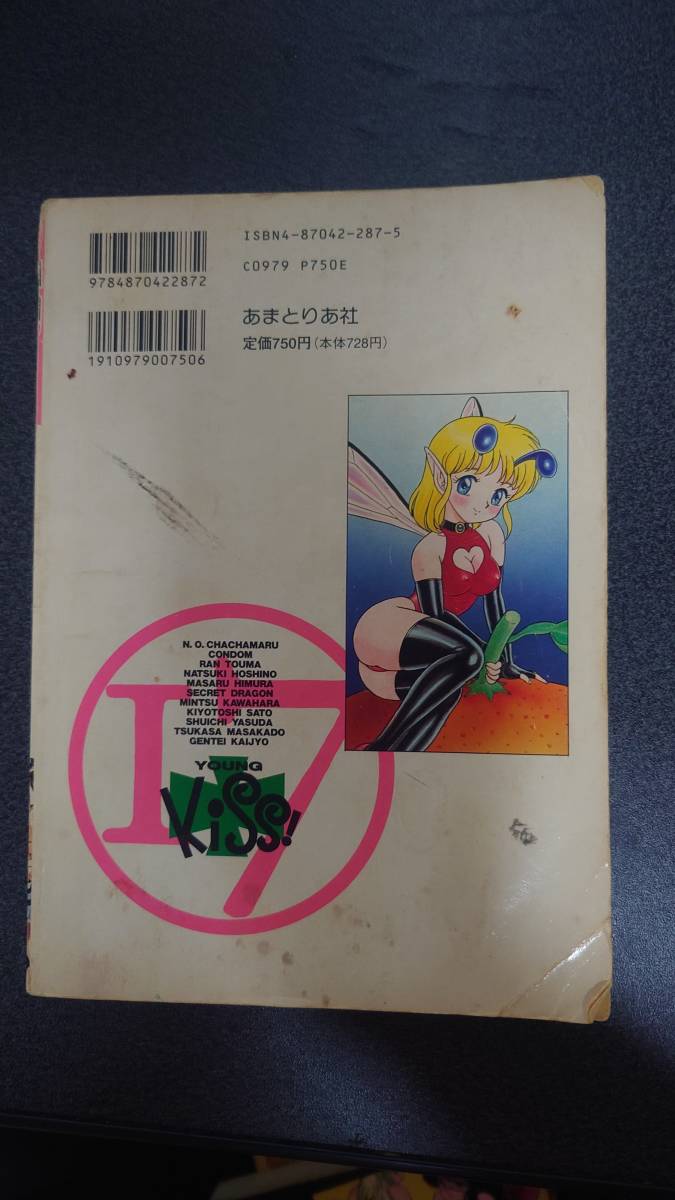 ISBN4-87042-287-5
C0979 P750E
9784870422872
あまとりあ社
定価750円（本体728円）
1910979007506
N. O. CHACHAMARU
CONDOM
RAN TOUMA
NATSUKI HOSHINO
MASARU HIMURA
SECRET DRAGON
MINTSU KAWAHARA
KIYOTOSHI SATO
SHUICHI YASUDA
TSUKASA MASAKADO
GENTEI KAIJYO
17
YOUNG
KiSS!